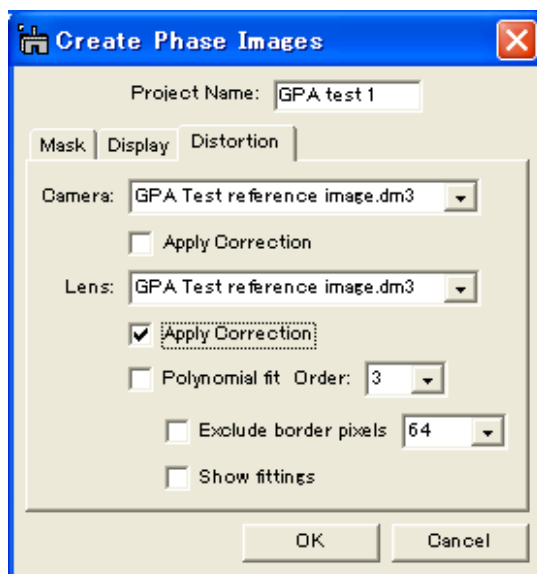 Create Phase Images
Project Name: GPA test 1
Mask Display Distortion
Camera: GPA Test reference image.dm3
Apply Correction
Lens: GPA Test reference image.dm3
Apply Correction
Polynomial fit Order: 3
Exclude border pixels 64
Show fittings
OK Cancel